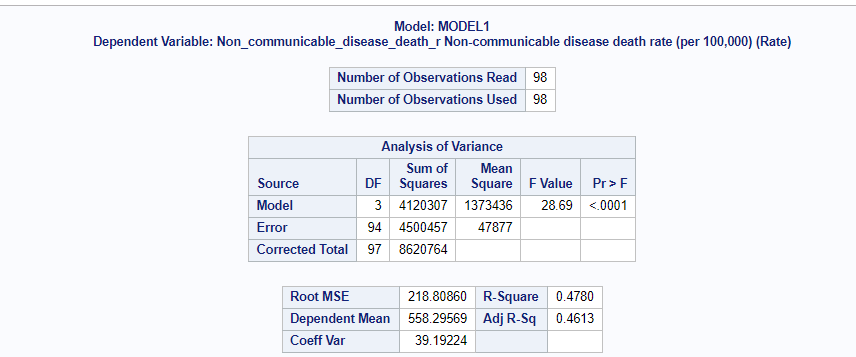 Model: MODEL1
Dependent Variable: Non_communicable_disease_death_r Non-communicable disease death rate (per 100,000) (Rate)
Number of Observations Read 98
Number of Observations Used 98
Analysis of Variance
Source DF Sum of Squares Mean Square F Value Pr > F
Model 3 4120307 1373436 28.69 <.0001
Error 94 4500457 47877
Corrected Total 97 8620764
Root MSE 218.80860 R-Square 0.4780
Dependent Mean 558.29569 Adj R-Sq 0.4613
Coeff Var 39.19224